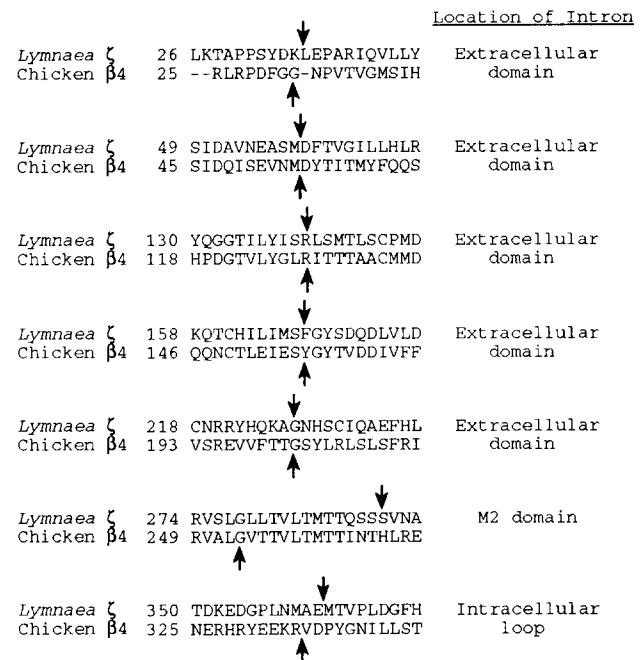 Location of Intron
Lymnaea ζ 26 LKTAPPSYDKLEPARIQVLLY Extracellular
Chicken β4 25 --RLRPDFGG-NPVTVGMSIH domain
Lymnaea ζ 49 SIDAVNEASMDFTVGILLHLR Extracellular
Chicken β4 45 SIDQISEVNMDYTITMYFQQS domain
Lymnaea ζ 130 YQGGTILYISRLSMTLSCPMD Extracellular
Chicken β4 118 HPDGTVLYGLRITTTAACMMD domain
Lymnaea ζ 158 KQTCHILIMSFGYSDQDLVLD Extracellular
Chicken β4 146 QQNCTLEIESYGYTVDDIVFF domain
Lymnaea ζ 218 CNRRYHQKAGNHSCIQAEFHL Extracellular
Chicken β4 193 VSREVVFTTGSYLRLSLSFRI domain
Lymnaea ζ 274 RVSLGLLTVLTMTTQSSSVNA M2 domain
Chicken β4 249 RVALGVTTVLTMTTINTHLRE
Lymnaea ζ 350 TDKEDGPLNMAEMTVPLDGFH Intracellular
Chicken β4 325 NERHRYEEKRVDPYGNILLST loop